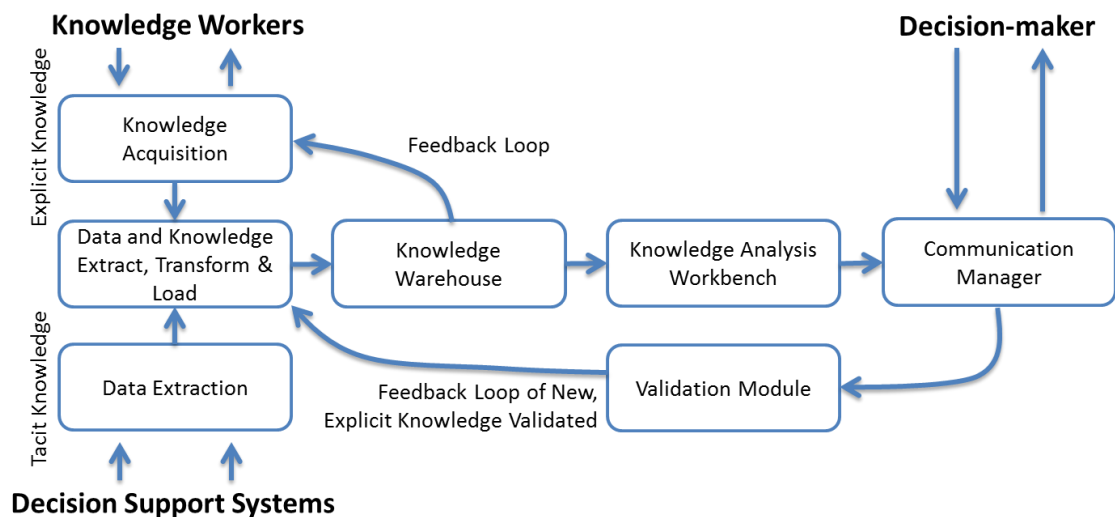 Knowledge Workers
Decision-maker
Explicit Knowledge
Knowledge
Acquisition
Feedback Loop
Data and Knowledge
Extract, Transform &
Load
Knowledge
Warehouse
Knowledge Analysis
Workbench
Communication
Manager
Tacit Knowledge
Data Extraction
Feedback Loop of New,
Explicit Knowledge Validated
Validation Module
Decision Support Systems